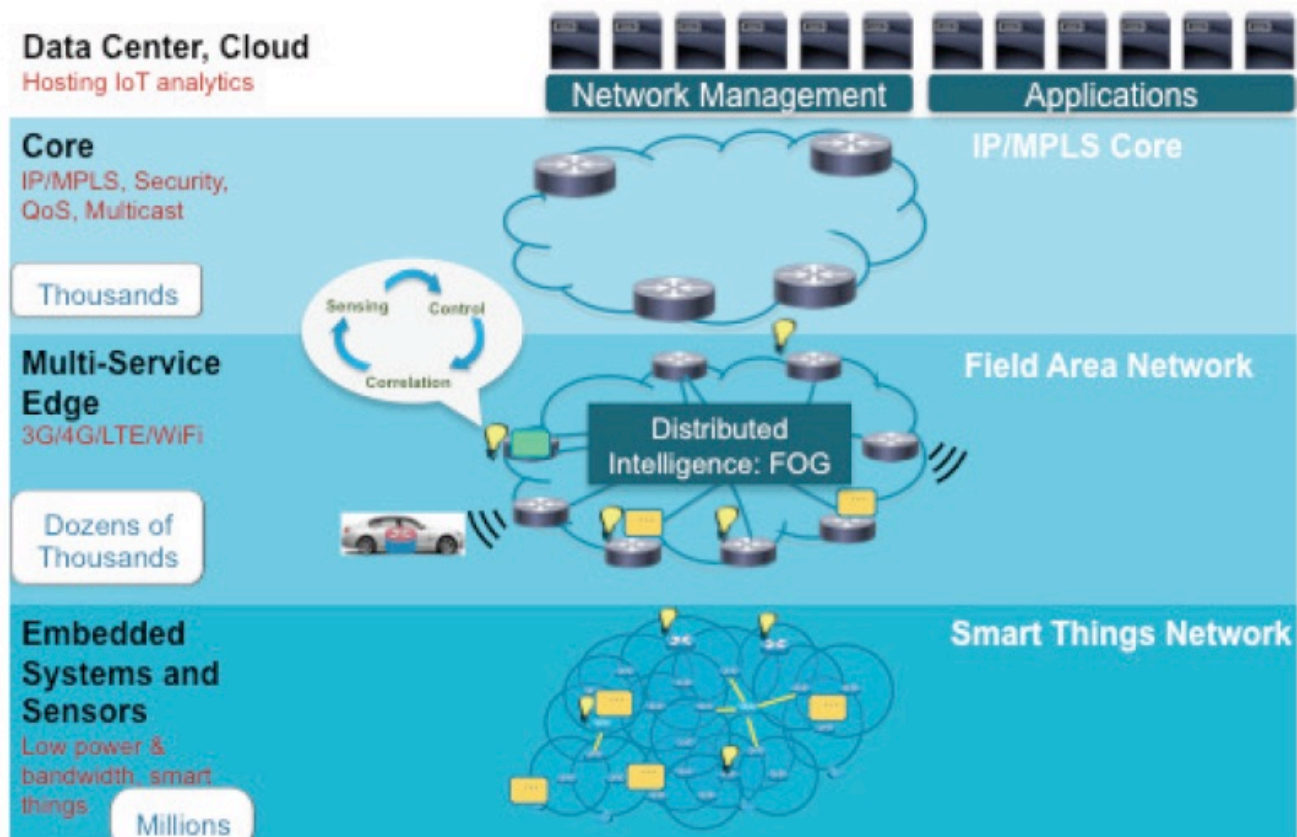 Data Center, Cloud
Hosting IoT analytics
Network Management
Applications
Core
IP/MPLS, Security,
QoS, Multicast
IP/MPLS Core
Thousands
Sensing
Control
Correlation
Multi-Service
Edge
3G/4G/LTE/WiFi
Field Area Network
Distributed
Intelligence: FOG
Dozens of
Thousands
Embedded
Systems and
Sensors
Low power &
bandwidth, smart
things
Smart Things Network
Millions